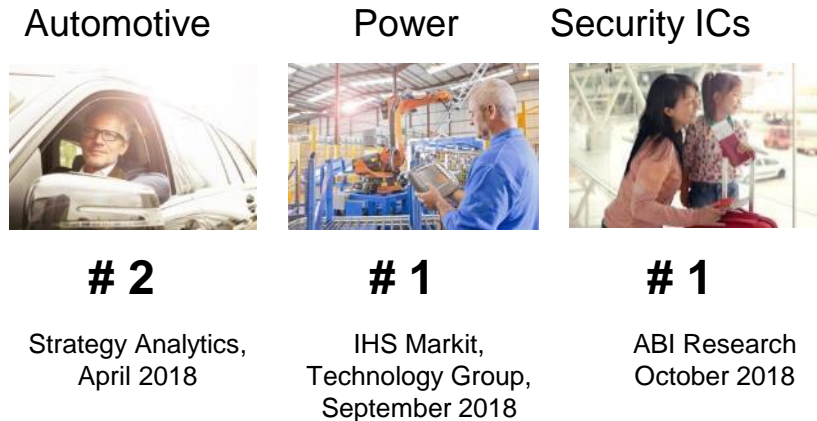 Automotive
Power
Security ICs
# 2
# 1
# 1
Strategy Analytics,
April 2018
IHS Markit,
Technology Group,
September 2018
ABI Research
October 2018